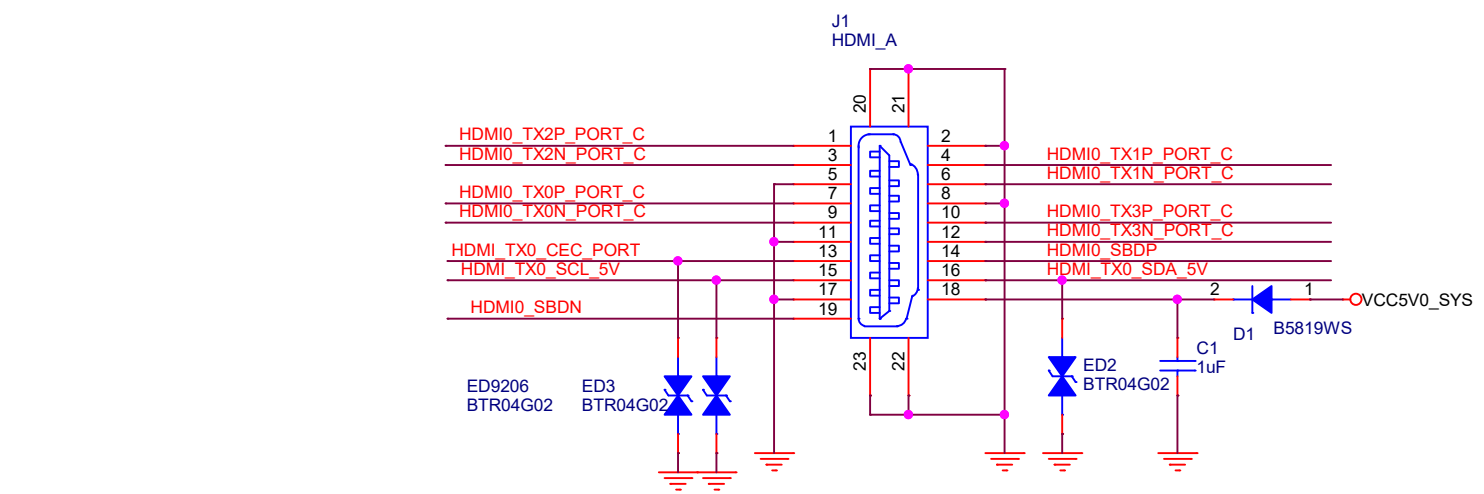 J1
HDMI_A
20
21
HDMI0_TX2P_PORT_C
1
2
HDMI0_TX2N_PORT_C
3
4
HDMI0_TX1P_PORT_C
5
6
HDMI0_TX1N_PORT_C
HDMI0_TX0P_PORT_C
7
8
HDMI0_TX0N_PORT_C
9
10
HDMI0_TX3P_PORT_C
11
12
HDMI0_TX3N_PORT_C
HDMI_TX0_CEC_PORT
13
14
HDMI0_SBDP
HDMI_TX0_SCL_5V
15
16
HDMI_TX0_SDA_5V
17
18
2
1
VCC5V0_SYS
HDMI0_SBDN
19
D1
B5819WS
23
22
C1
1uF
ED2
BTR04G02
ED9206
BTR04G02
ED3
BTR04G02